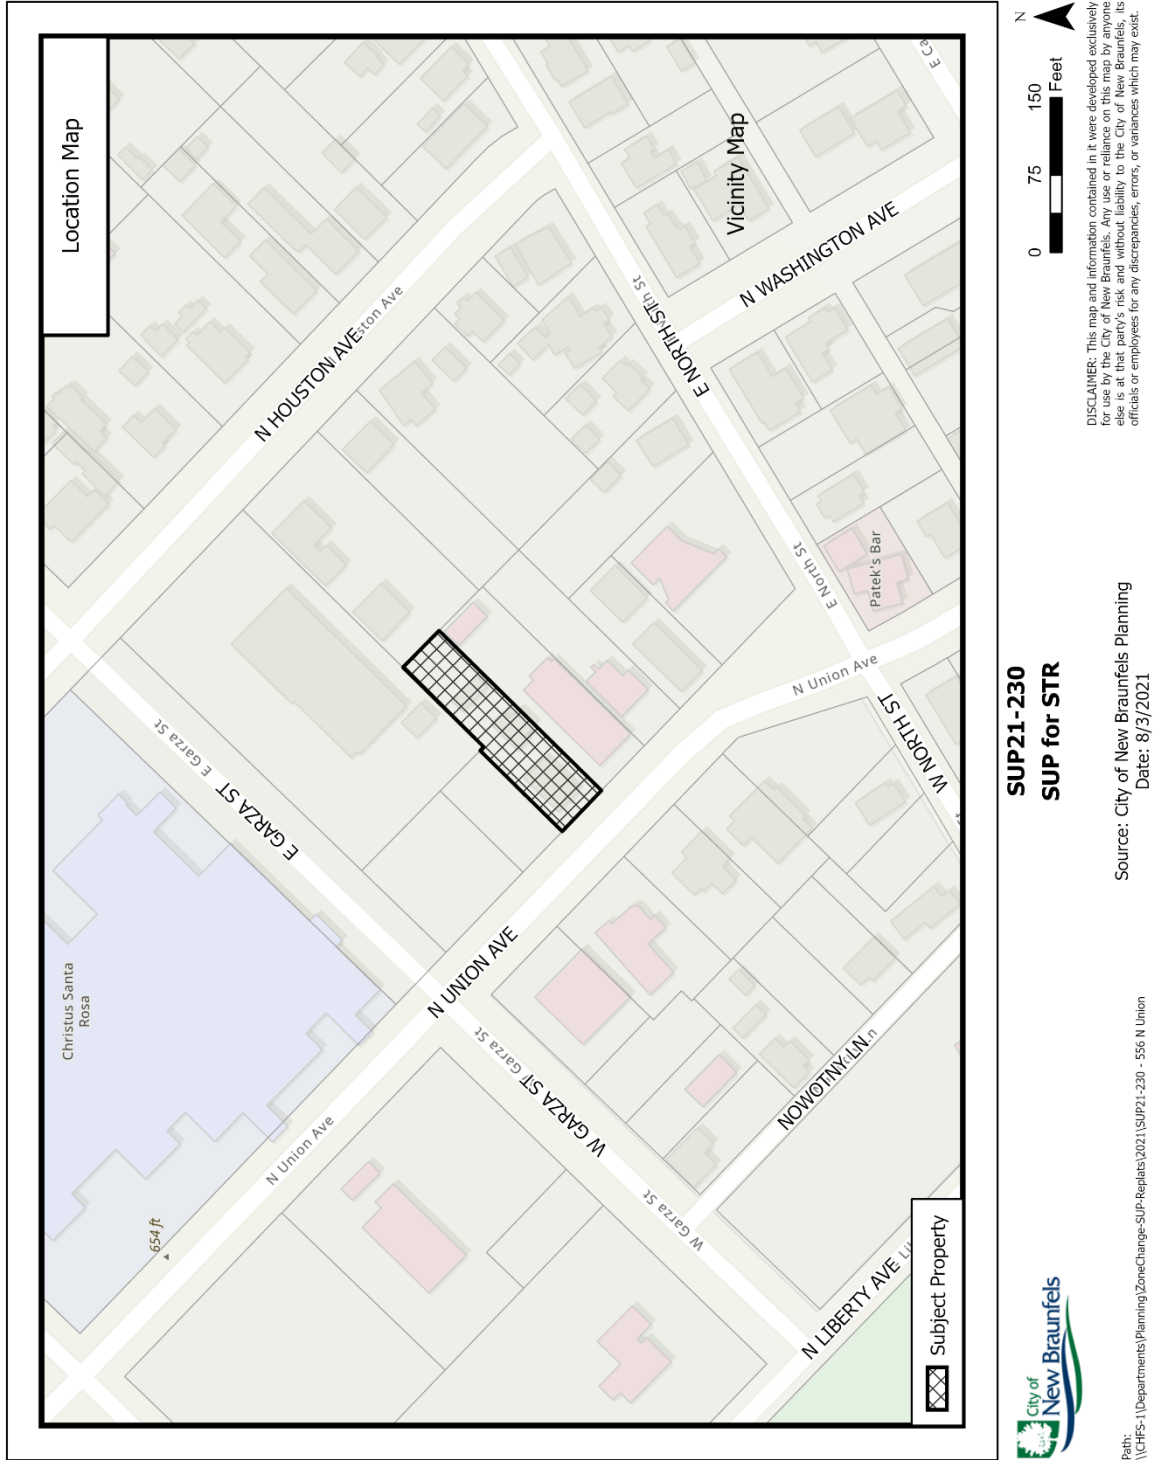 Location Map
Vicinity Map
N HOUSTON AVE
ston Ave
E NORTH ST
th St
N WASHINGTON AVE
E Ca
E North St
Patek's Bar
N Union Ave
W NORTH ST
E Garza St
E GARZA ST
Christus Santa
Rosa
N UNION AVE
W Garza St
W GARZA ST
N Union Ave
NOWOTNY LN
W Garza St
654 ft
N LIBERTY AVE
Subject Property
City of
New Braunfels
SUP21-230
SUP for STR
Source: City of New Braunfels Planning
Date: 8/3/2021
0 75 150
Feet
N
DISCLAIMER: This map and information contained in it were developed exclusively
for use by the City of New Braunfels. Any use or reliance on this map by anyone
else is at that party's risk and without liability to the City of New Braunfels, its
officials or employees for any discrepancies, errors, or variances which may exist.
Path:
\\CHFS-1\Departments\Planning\ZoneChange-SUP-Replats\2021\SUP21-230 - 556 N Union